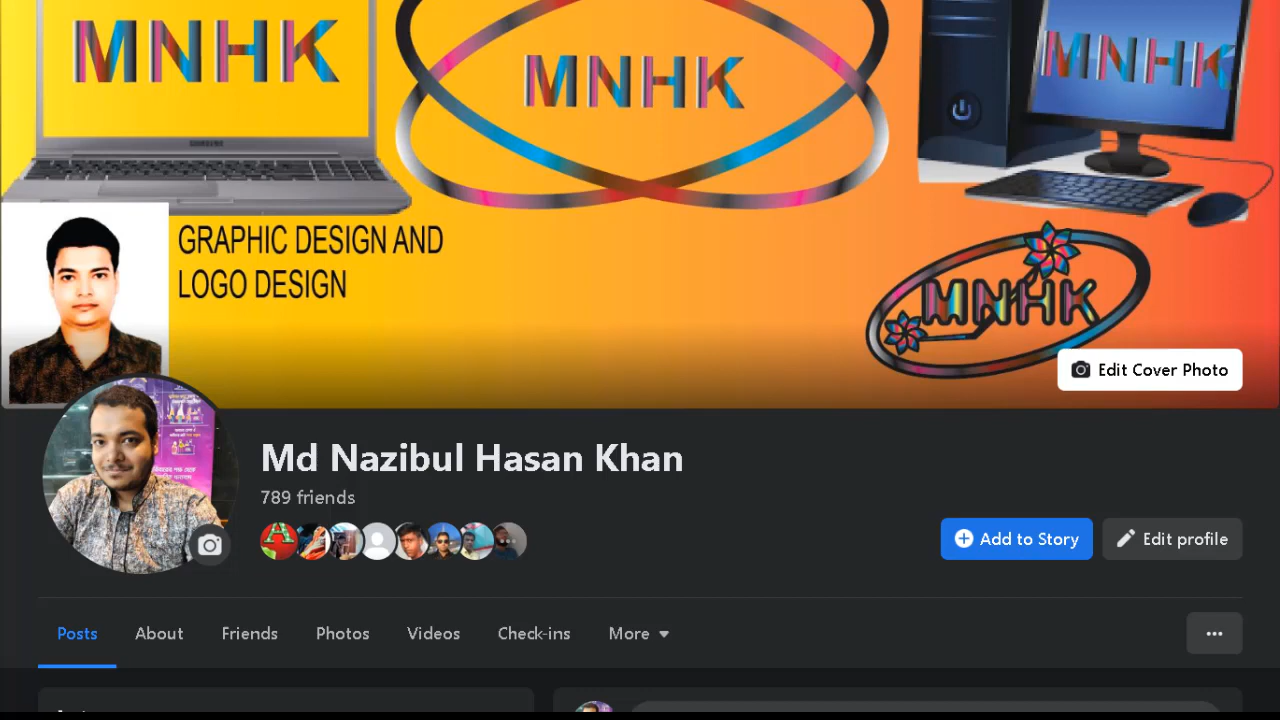 MNHK
MNHK
MNHK
SAMSUNG
GRAPHIC DESIGN AND
LOGO DESIGN
MNHK
Edit Cover Photo
Md Nazibul Hasan Khan
789 friends
Add to Story
Edit profile
Posts
About
Friends
Photos
Videos
Check-ins
More